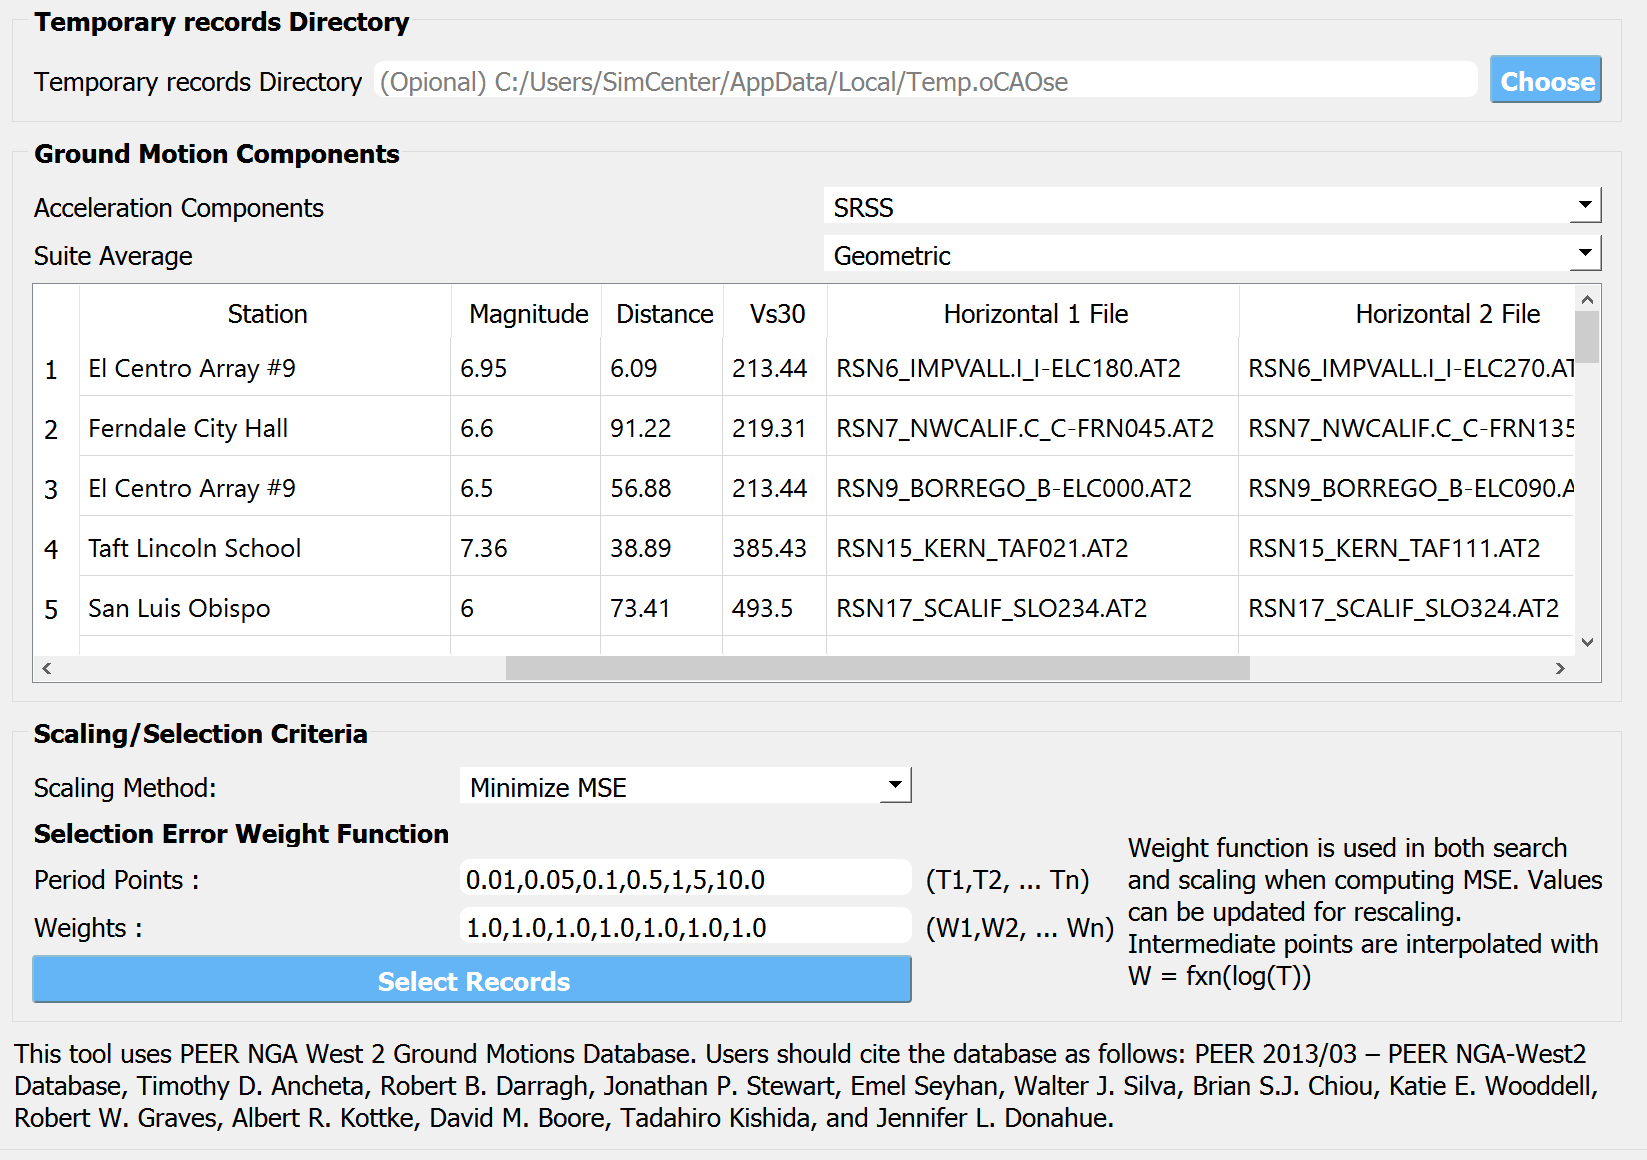 Temporary records Directory
Temporary records Directory (Opional) C:/Users/SimCenter/AppData/Local/Temp.oCAOse Choose
Ground Motion Components
Acceleration Components SRSS
Suite Average Geometric
Station Magnitude Distance Vs30 Horizontal 1 File Horizontal 2 File
1 El Centro Array #9 6.95 6.09 213.44 RSN6_IMPVALL.I_I-ELC180.AT2 RSN6_IMPVALL.I_I-ELC270.AT
2 Ferndale City Hall 6.6 91.22 219.31 RSN7_NWCALIF.C_C-FRN045.AT2 RSN7_NWCALIF.C_C-FRN135
3 El Centro Array #9 6.5 56.88 213.44 RSN9_BORREGO_B-ELC000.AT2 RSN9_BORREGO_B-ELC090.A
4 Taft Lincoln School 7.36 38.89 385.43 RSN15_KERN_TAF021.AT2 RSN15_KERN_TAF111.AT2
5 San Luis Obispo 6 73.41 493.5 RSN17_SCALIF_SLO234.AT2 RSN17_SCALIF_SLO324.AT2
Scaling/Selection Criteria
Scaling Method: Minimize MSE
Selection Error Weight Function
Period Points : 0.01,0.05,0.1,0.5,1,5,10.0 (T1,T2, ... Tn)
Weights : 1.0,1.0,1.0,1.0,1.0,1.0,1.0 (W1,W2, ... Wn)
Select Records
Weight function is used in both search
and scaling when computing MSE. Values
can be updated for rescaling.
Intermediate points are interpolated with
W = fxn(log(T))
This tool uses PEER NGA West 2 Ground Motions Database. Users should cite the database as follows: PEER 2013/03 – PEER NGA-West2
Database, Timothy D. Ancheta, Robert B. Darragh, Jonathan P. Stewart, Emel Seyhan, Walter J. Silva, Brian S.J. Chiou, Katie E. Wooddell,
Robert W. Graves, Albert R. Kottke, David M. Boore, Tadahiro Kishida, and Jennifer L. Donahue.